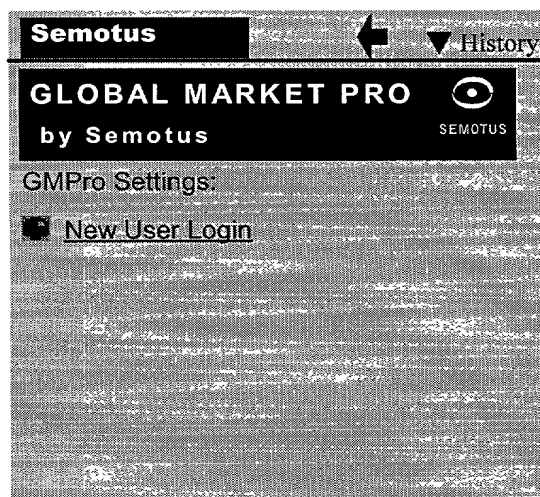 Semotus
History
GLOBAL MARKET PRO
by Semotus
SEMOTUS
GMPro Settings:
New User Login